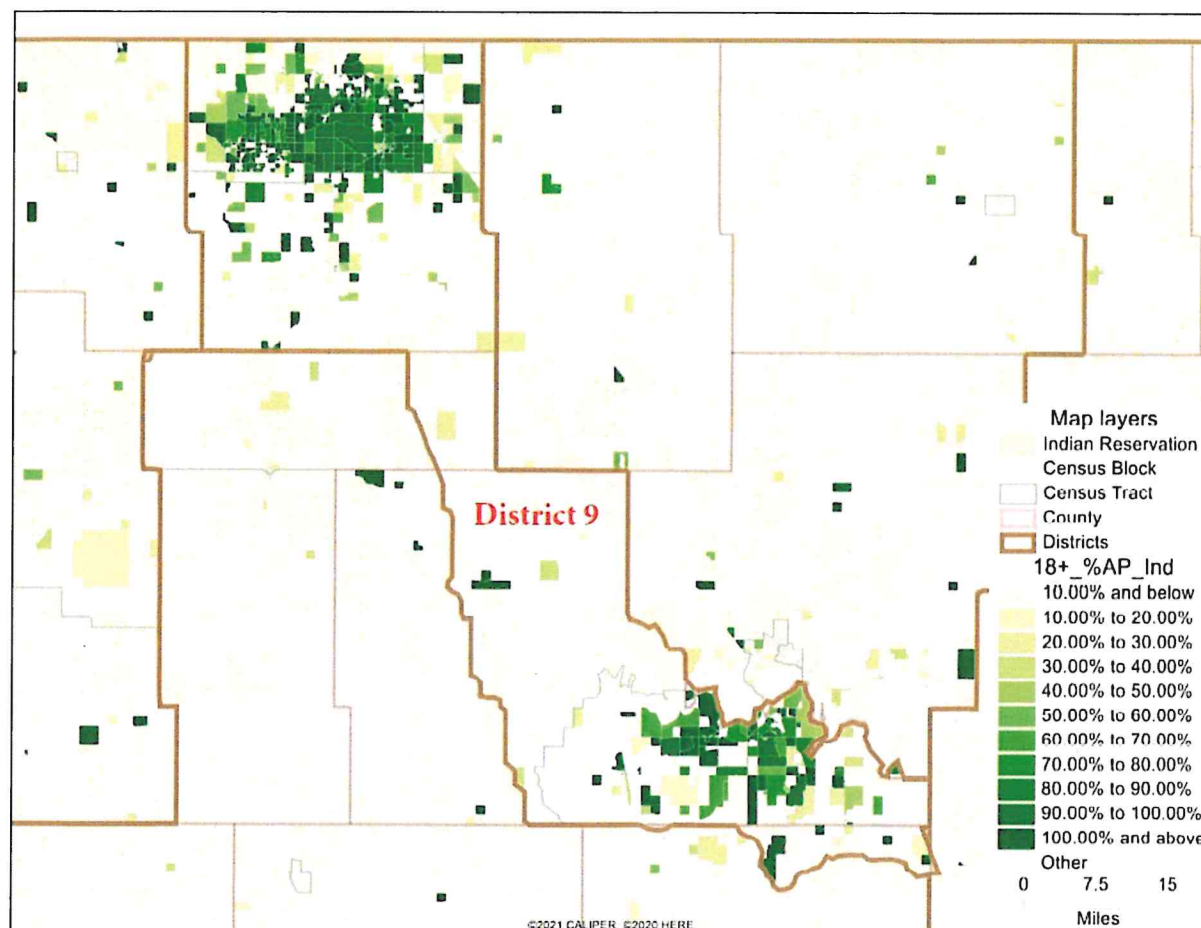 District 9
Map layers
Indian Reservation
Census Block
Census Tract
County
Districts
18+_%AP_Ind
10.00% and below
10.00% to 20.00%
20.00% to 30.00%
30.00% to 40.00%
40.00% to 50.00%
50.00% to 60.00%
60.00% to 70.00%
70.00% to 80.00%
80.00% to 90.00%
90.00% to 100.00%
100.00% and above
Other
0 7.5 15
Miles
©2021 CALIPER ©2020 HERE